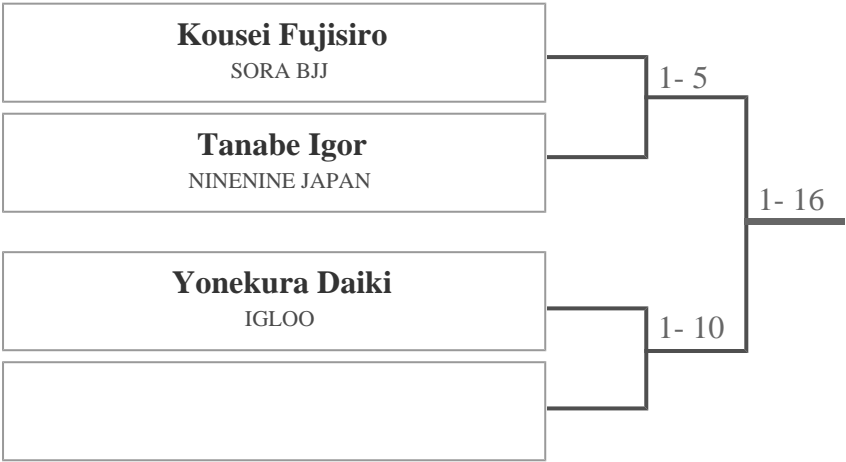 Kousei Fujisiro
SORA BJJ
1- 5
Tanabe Igor
NINENINE JAPAN
1- 16
Yonekura Daiki
IGLOO
1- 10